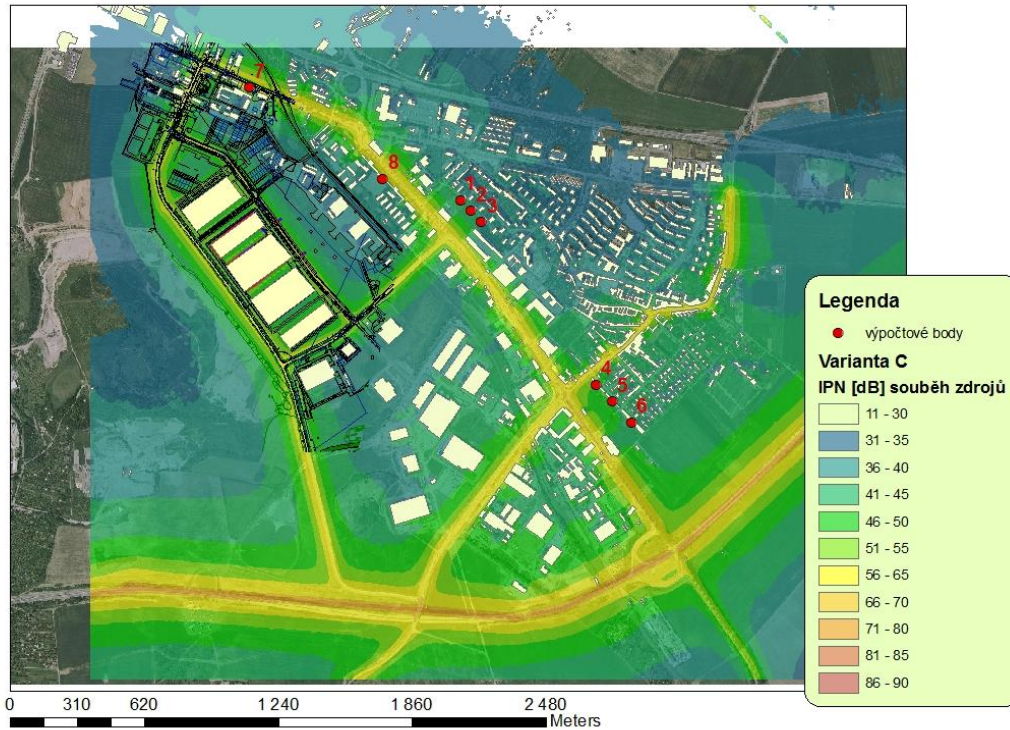 7
8
1
2
3
4
5
6
Legenda
výpočtové body
Varianta C
IPN [dB] souběh zdrojů
11 - 30
31 - 35
36 - 40
41 - 45
46 - 50
51 - 55
56 - 65
66 - 70
71 - 80
81 - 85
86 - 90
0 310 620 1 240 1 860 2 480
Meters